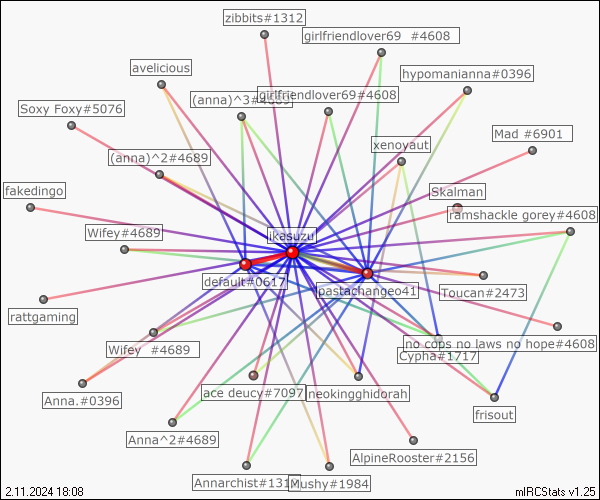 zibbits#1312
girlfriendlover69 #4608
avelicious
hypomanianna#0396
(anna)^3#4689
girlfriendlover69#4608
Soxy Foxy#5076
Mad #6901
xenoyaut
(anna)^2#4689
fakedingo
Skalman
ramshackle gorey#4608
Wifey#4689
ikasuzu
default#0617
pastachangeo41
Toucan#2473
rattgaming
no cops no laws no hope#4608
Wifey #4689
Cypha#1717
Anna.#0396
ace deucy#7097
neokingghidorah
frisout
Anna^2#4689
AlpineRooster#2156
Annarchist#131
Mushy#1984
2.11.2024 18:08
mIRCStats v1.25